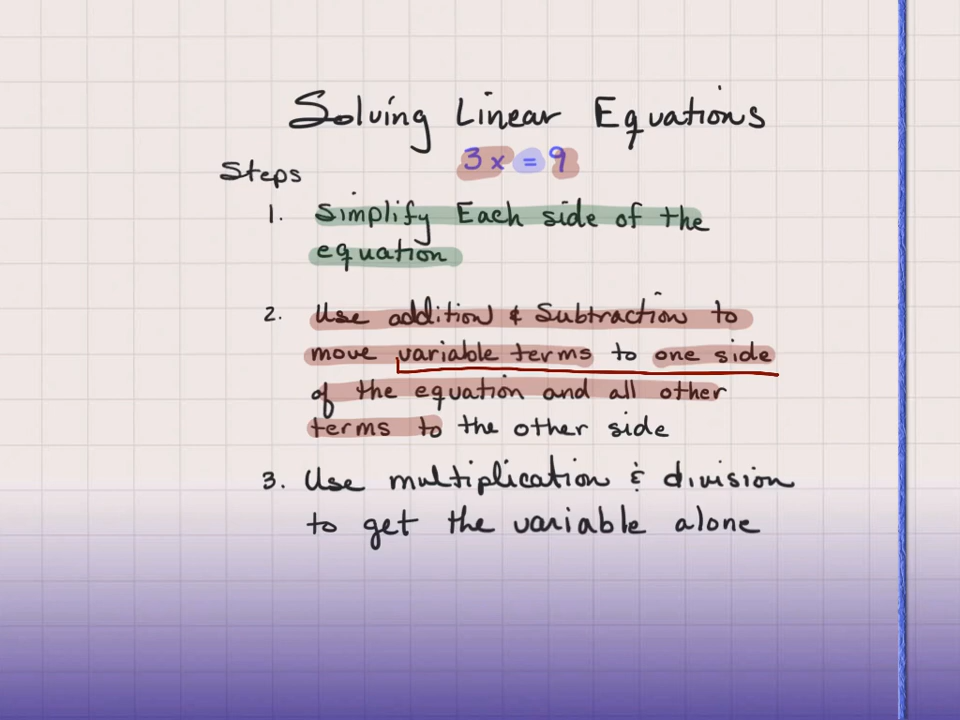 Solving Linear Equations
3x = 9
Steps
1. Simplify Each side of the
equation
2. Use addition & Subtraction to
move variable terms to one side
of the equation and all other
terms to the other side
3. Use multiplication & division
to get the variable alone